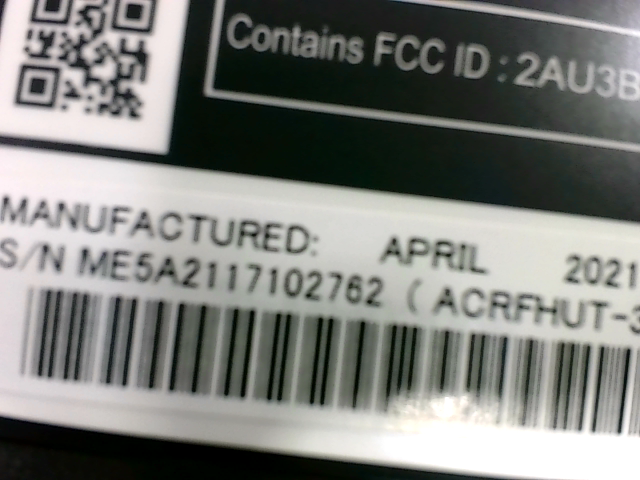 Contains FCC ID : 2AU3B
MANUFACTURED: APRIL 2021
S/N ME5A2117102762 ( ACRFHUT-3